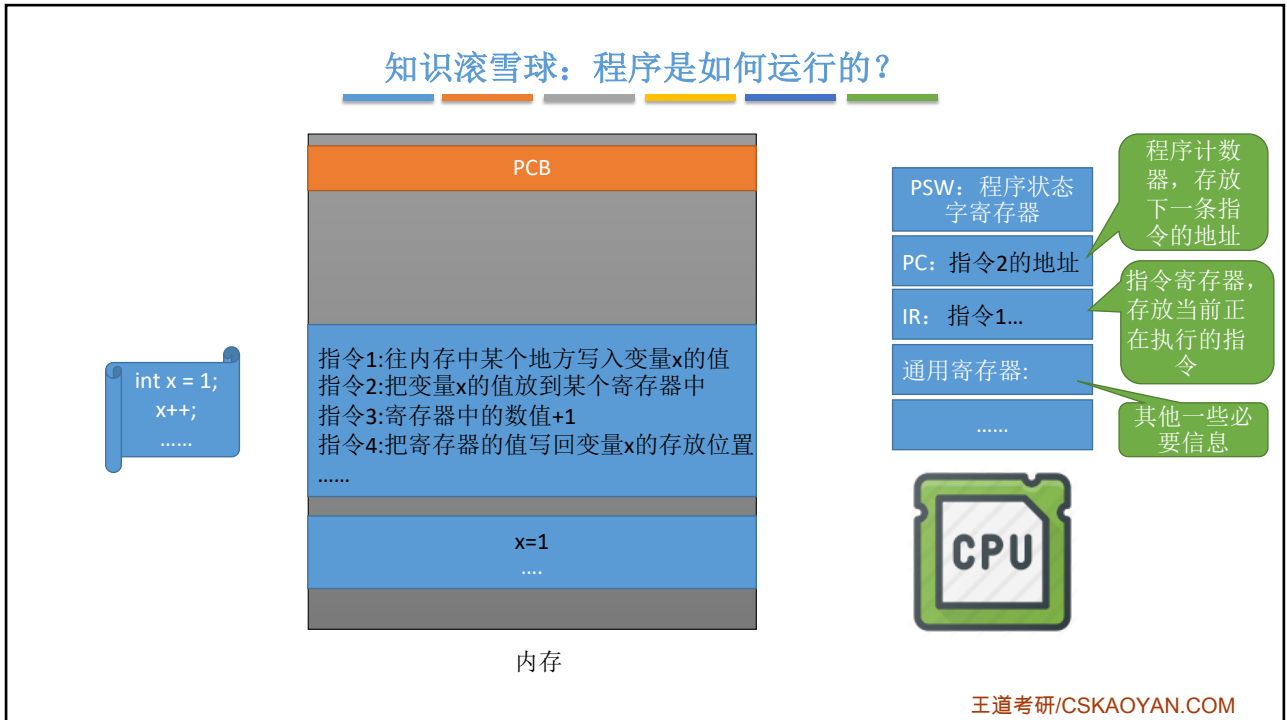 知识滚雪球：程序是如何运行的？
PCB
int x = 1;
x++;
......
指令1:往内存中某个地方写入变量x的值
指令2:把变量x的值放到某个寄存器中
指令3:寄存器中的数值+1
指令4:把寄存器的值写回变量x的存放位置
......
x=1
....
内存
PSW：程序状态
字寄存器
PC：指令2的地址
IR： 指令1...
通用寄存器:
......
程序计数
器，存放
下一条指
令的地址
指令寄存器，
存放当前正
在执行的指
令
其他一些必
要信息
CPU
王道考研/CSKAOYAN.COM